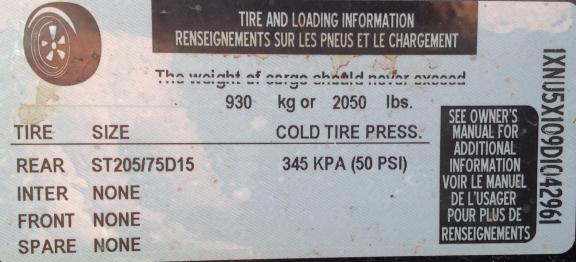 TIRE AND LOADING INFORMATION
RENSEIGNEMENTS SUR LES PNEUS ET LE CHARGEMENT
The weight of cargo should never exceed
930 kg or 2050 lbs.
TIRE SIZE COLD TIRE PRESS.
REAR ST205/75D15 345 KPA (50 PSI)
INTER NONE
FRONT NONE
SPARE NONE
SEE OWNER'S
MANUAL FOR
ADDITIONAL
INFORMATION
VOIR LE MANUEL
DE L'USAGER
POUR PLUS DE
RENSEIGNEMENTS
1XNU5X109D1042961